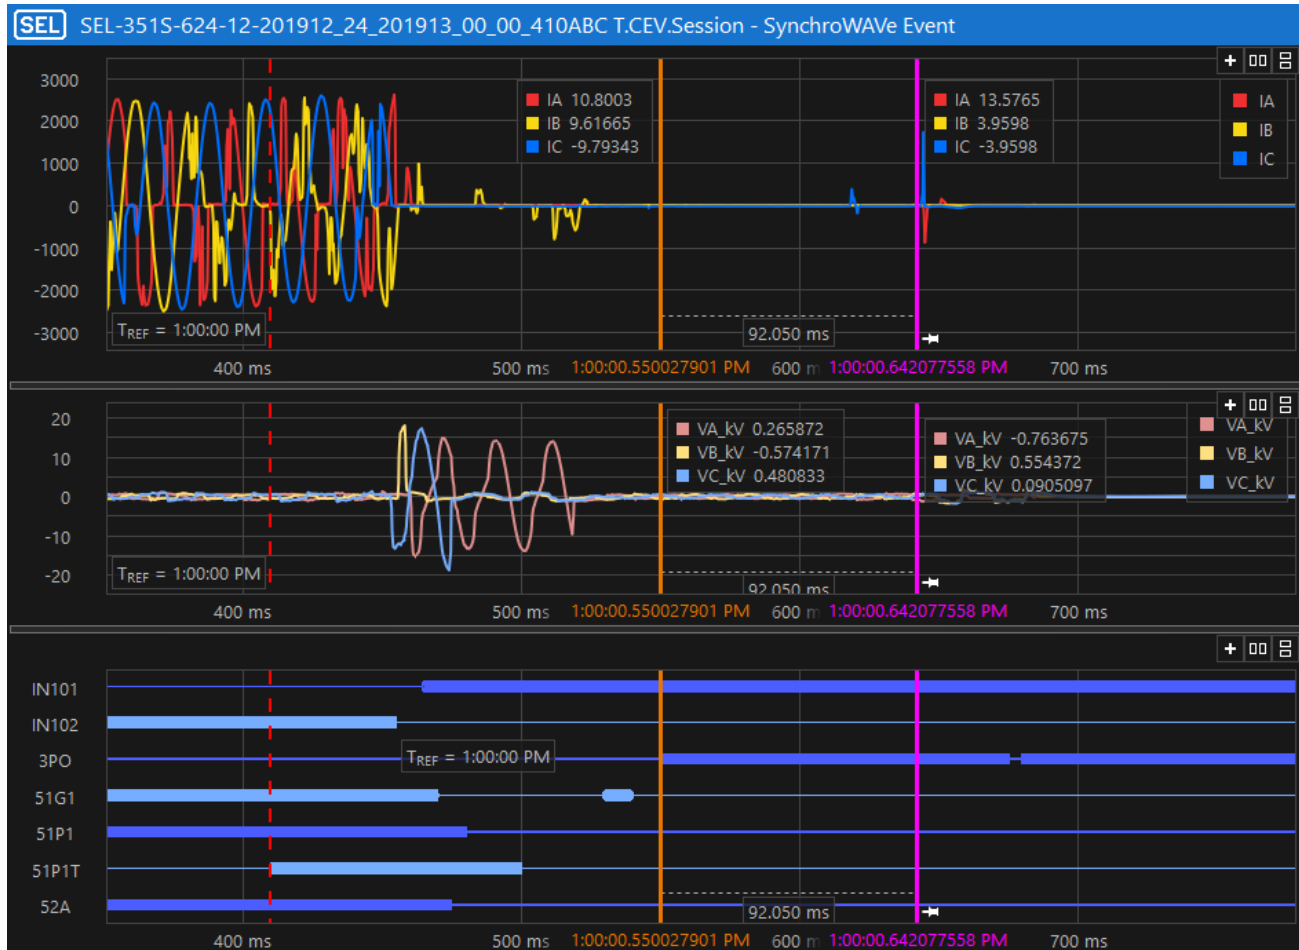 SEL SEL-351S-624-12-201912_24_201913_00_00_410ABC T.CEV.Session - SynchroWAVe Event
3000
2000
1000
0
-1000
-2000
-3000
IA 10.8003
IB 9.61665
IC -9.79343
IA 13.5765
IB 3.9598
IC -3.9598
IA
IB
IC
TREF = 1:00:00 PM
92.050 ms
400 ms
500 ms
1:00:00.550027901 PM
600 m
1:00:00.642077558 PM
700 ms
20
10
0
-10
-20
VA_kV 0.265872
VB_kV -0.574171
VC_kV 0.480833
VA_kV -0.763675
VB_kV 0.554372
VC_kV 0.0905097
VA_kV
VB_kV
VC_kV
TREF = 1:00:00 PM
92.050 ms
400 ms
500 ms
1:00:00.550027901 PM
600 m
1:00:00.642077558 PM
700 ms
IN101
IN102
3PO
51G1
51P1
51P1T
52A
TREF = 1:00:00 PM
92.050 ms
400 ms
500 ms
1:00:00.550027901 PM
600 m
1:00:00.642077558 PM
700 ms